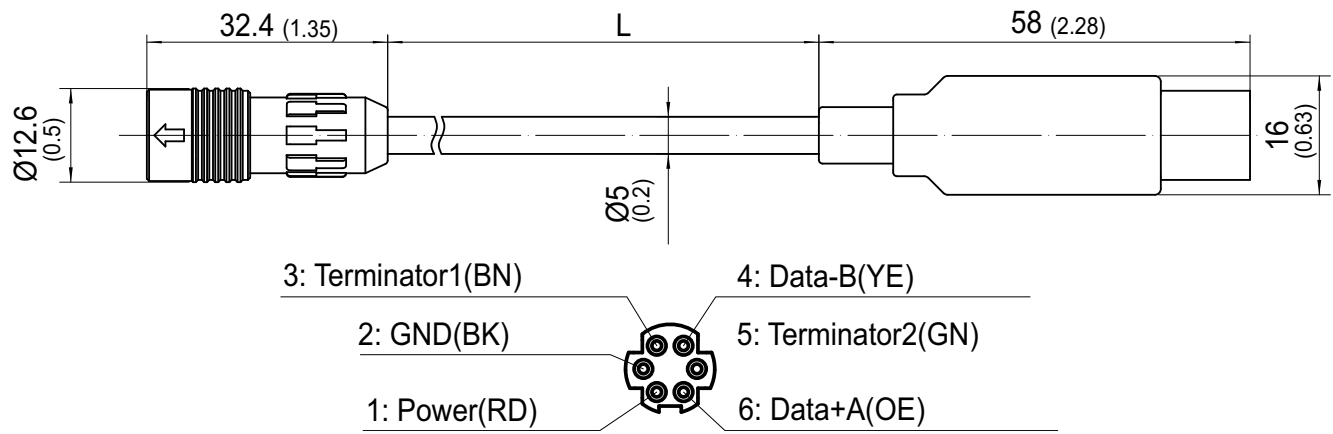 32.4 (1.35)
L
58 (2.28)
Ø12.6
(0.5)
Ø5
(0.2)
16
(0.63)
3: Terminator1(BN)
4: Data-B(YE)
2: GND(BK)
5: Terminator2(GN)
1: Power(RD)
6: Data+A(OE)